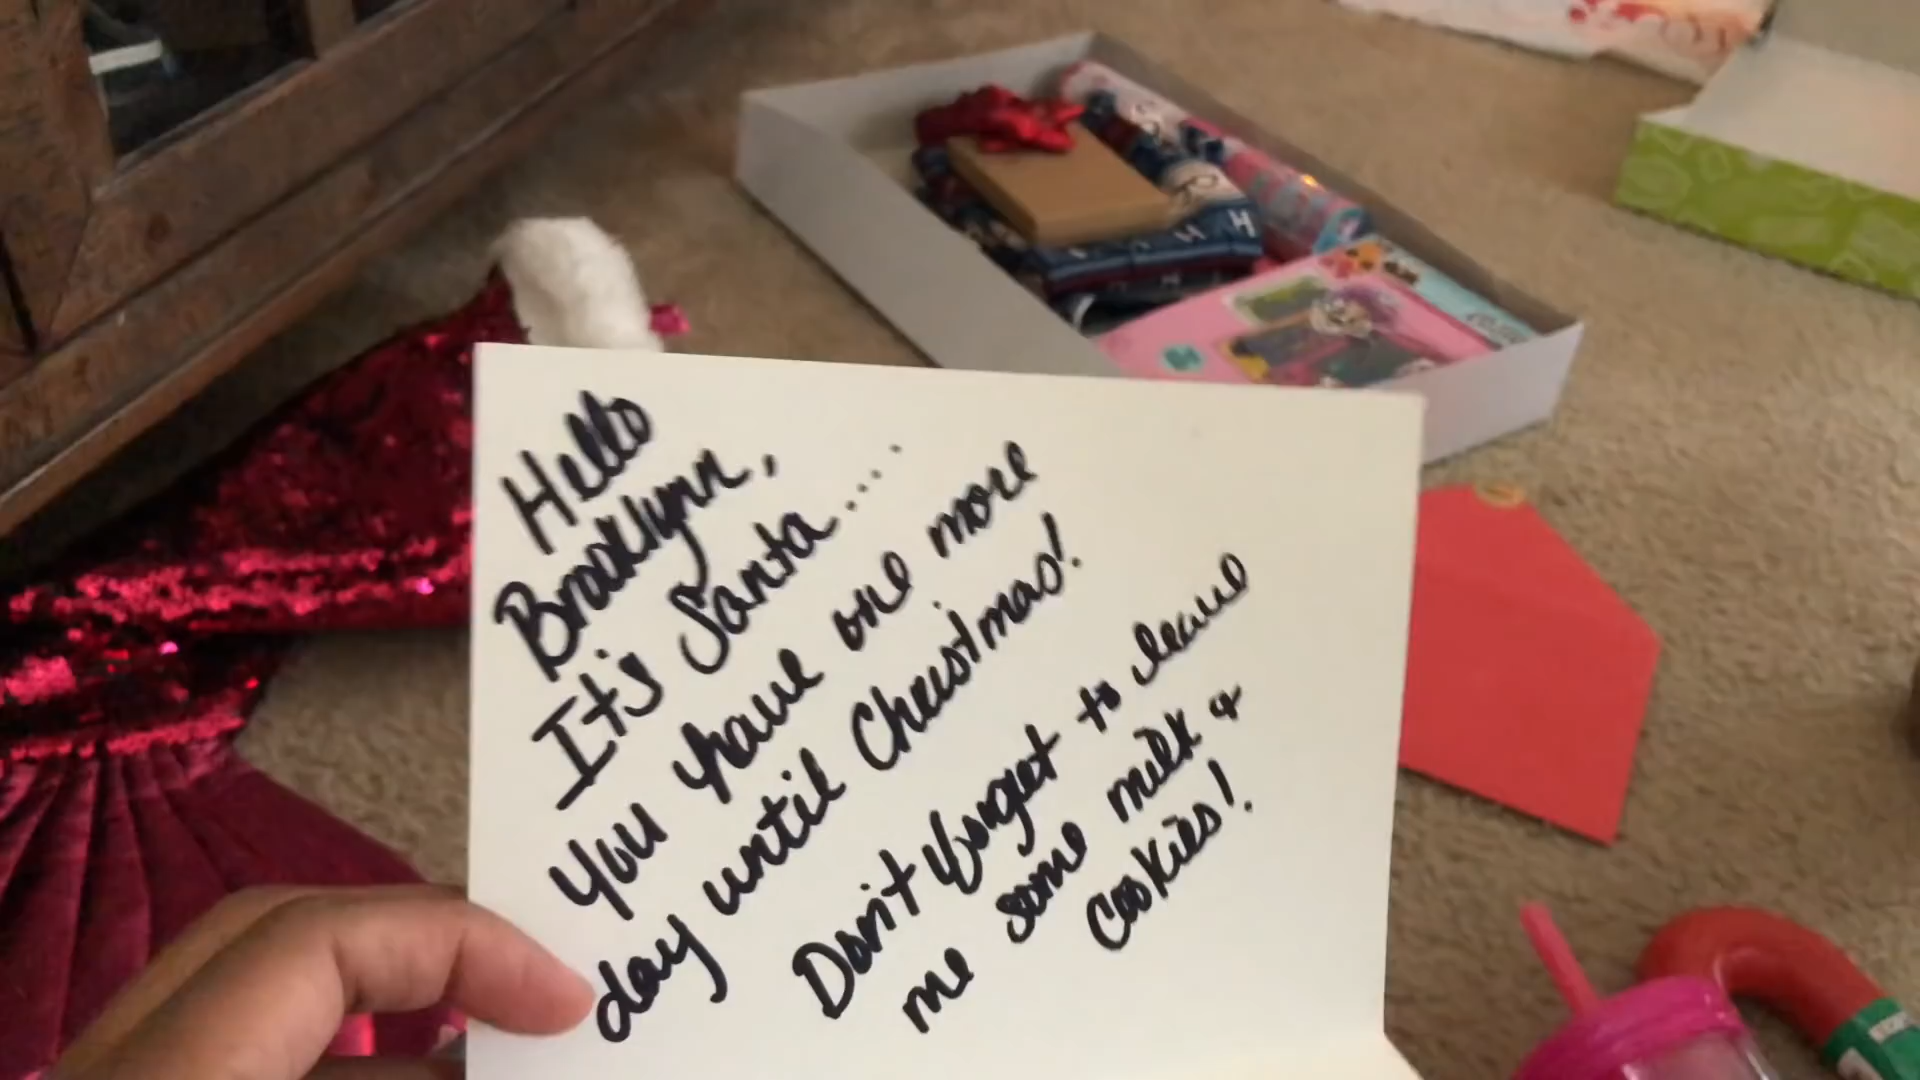 Hello
Brooklynn,
It's Santa....
You have one more
day until Christmas!
Don't forget to leave
me some milk &
cookies!